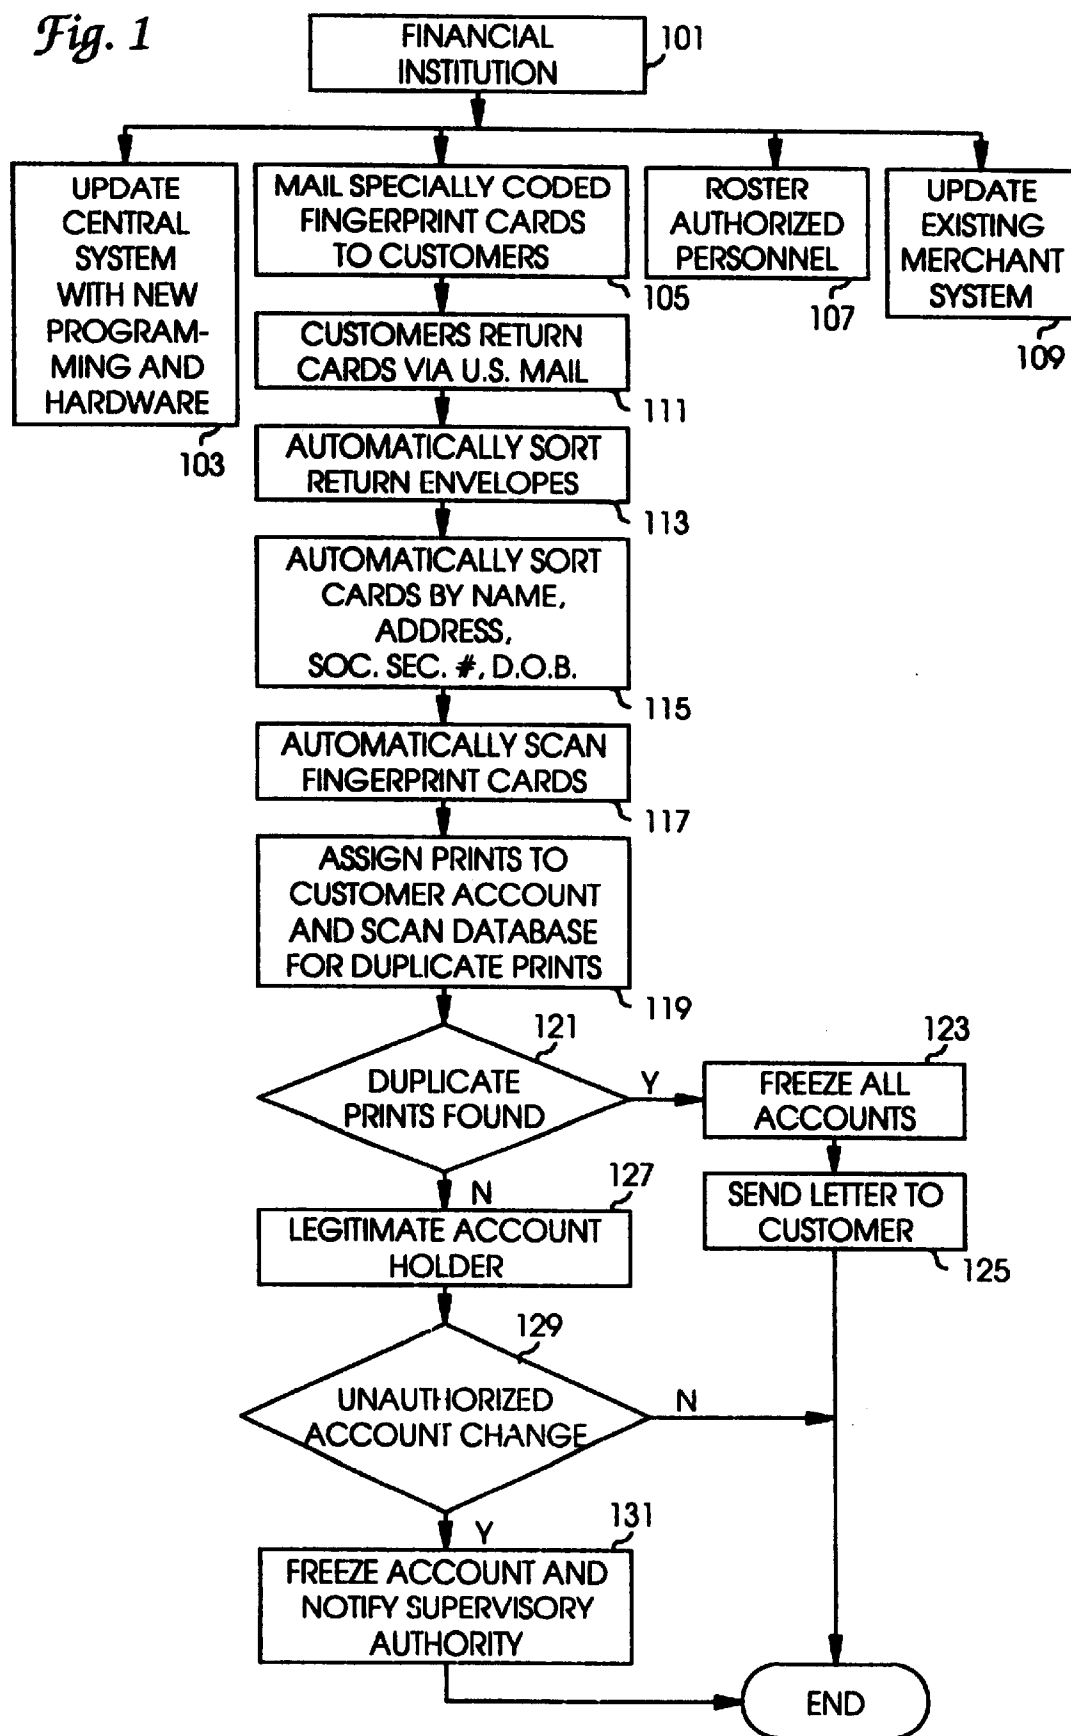 Fig. 1
FINANCIAL
INSTITUTION
101
UPDATE
CENTRAL
SYSTEM
WITH NEW
PROGRAM-
MING AND
HARDWARE
103
MAIL SPECIALLY CODED
FINGERPRINT CARDS
TO CUSTOMERS
105
ROSTER
AUTHORIZED
PERSONNEL
107
UPDATE
EXISTING
MERCHANT
SYSTEM
109
CUSTOMERS RETURN
CARDS VIA U.S. MAIL
111
AUTOMATICALLY SORT
RETURN ENVELOPES
113
AUTOMATICALLY SORT
CARDS BY NAME,
ADDRESS,
SOC. SEC. #, D.O.B.
115
AUTOMATICALLY SCAN
FINGERPRINT CARDS
117
ASSIGN PRINTS TO
CUSTOMER ACCOUNT
AND SCAN DATABASE
FOR DUPLICATE PRINTS
119
121
DUPLICATE
PRINTS FOUND
Y
123
FREEZE ALL
ACCOUNTS
N
127
SEND LETTER TO
CUSTOMER
125
LEGITIMATE ACCOUNT
HOLDER
129
UNAUTHORIZED
ACCOUNT CHANGE
N
Y
131
FREEZE ACCOUNT AND
NOTIFY SUPERVISORY
AUTHORITY
END